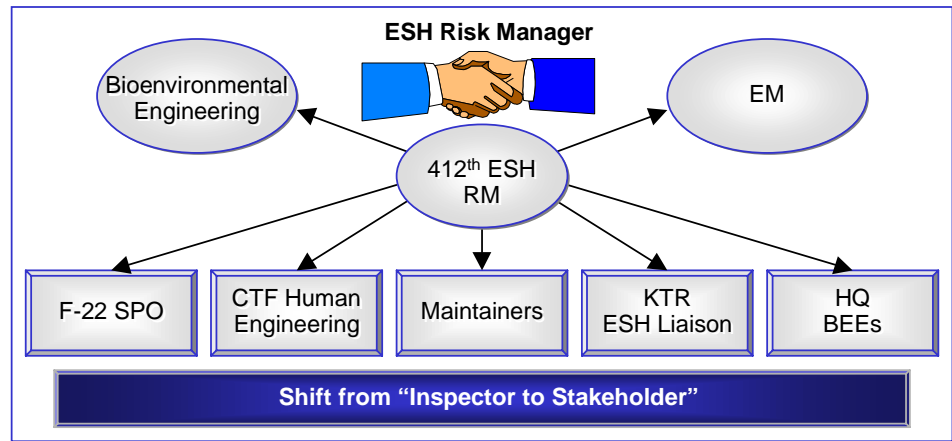 ESH Risk Manager
Bioenvironmental
Engineering
EM
412th ESH
RM
F-22 SPO
CTF Human
Engineering
Maintainers
KTR
ESH Liaison
HQ
BEEs
Shift from “Inspector to Stakeholder”